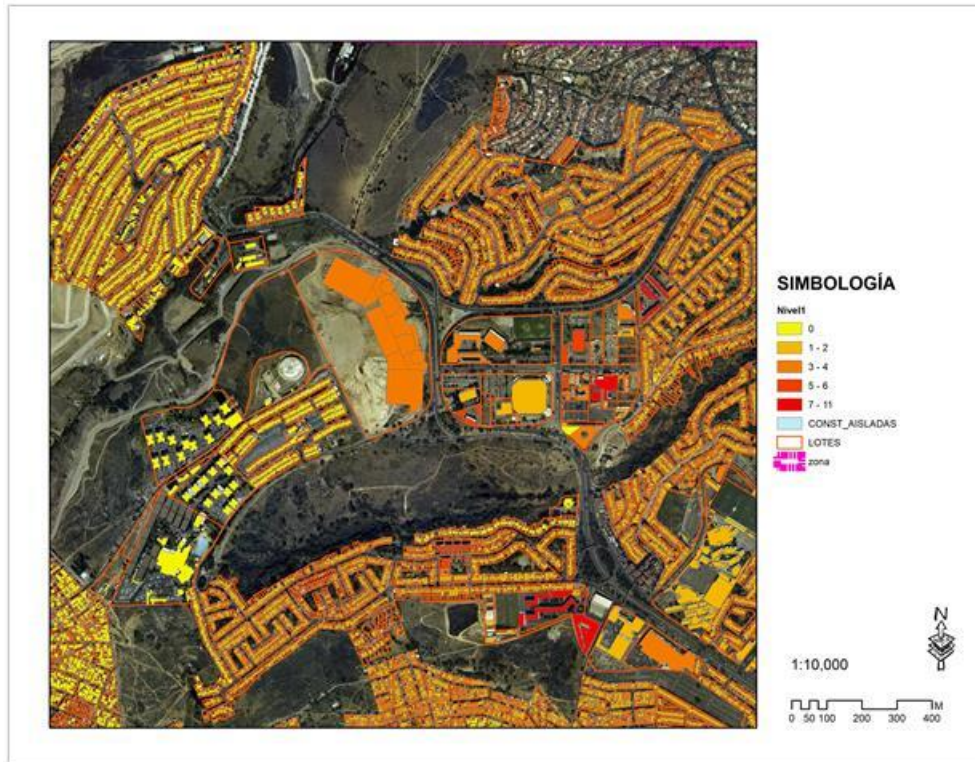 E
SIMBOLOGÍA
Nivel1
0
1 - 2
3 - 4
5 - 6
7 - 11
CONST_AISLADAS
LOTES
zona
N
1:10,000
M
0 50 100 200 300 400